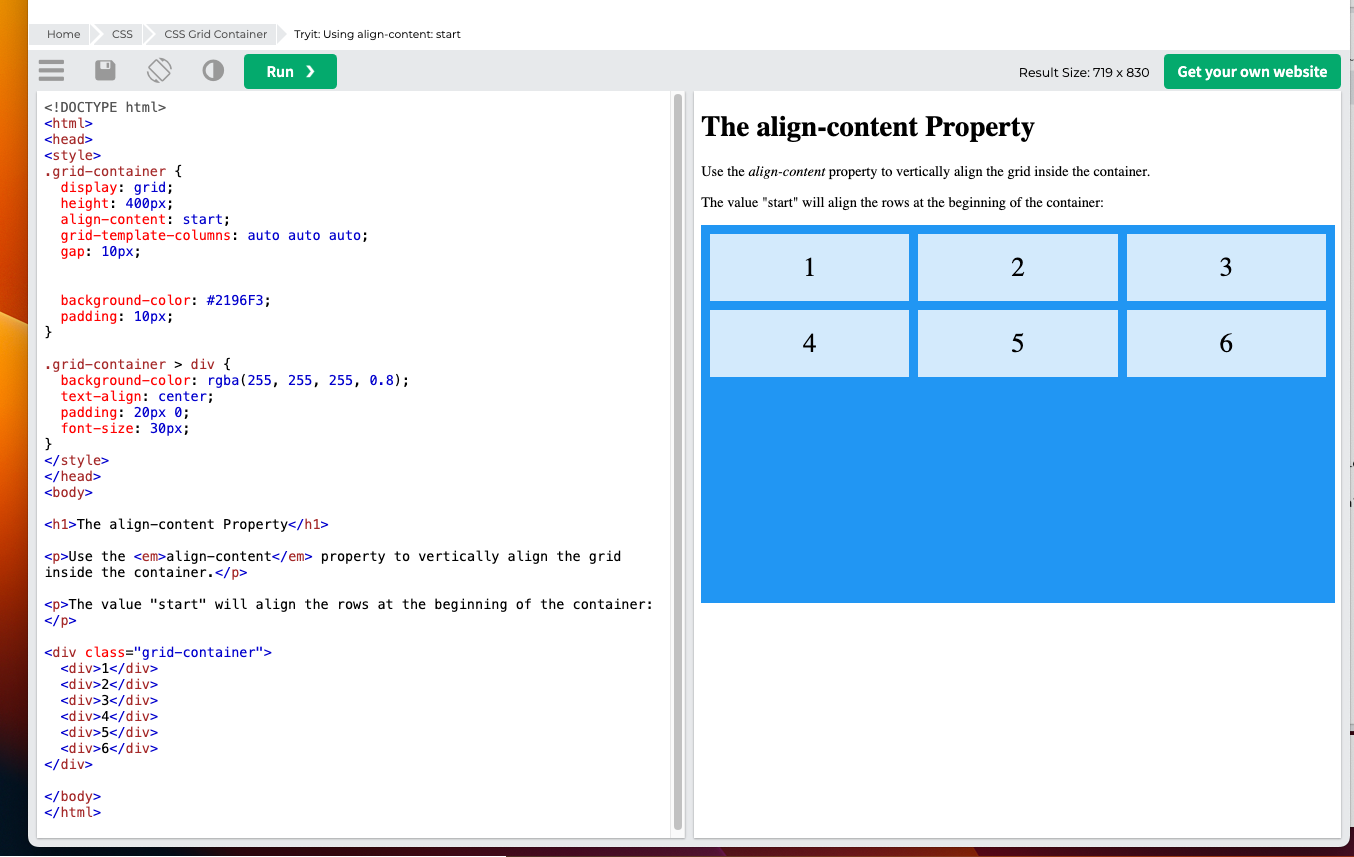 Home CSS CSS Grid Container Tryit: Using align-content: start
Run ❯ Result Size: 719 x 830 Get your own website
<!DOCTYPE html>
<html>
<head>
<style>
.grid-container {
  display: grid;
  height: 400px;
  align-content: start;
  grid-template-columns: auto auto auto;
  gap: 10px;
  background-color: #2196F3;
  padding: 10px;
}
.grid-container > div {
  background-color: rgba(255, 255, 255, 0.8);
  text-align: center;
  padding: 20px 0;
  font-size: 30px;
}
</style>
</head>
<body>
<h1>The align-content Property</h1>
<p>Use the <em>align-content</em> property to vertically align the grid
inside the container.</p>
<p>The value "start" will align the rows at the beginning of the container:
</p>
<div class="grid-container">
  <div>1</div>
  <div>2</div>
  <div>3</div>
  <div>4</div>
  <div>5</div>
  <div>6</div>
</div>
</body>
</html>
The align-content Property
Use the align-content property to vertically align the grid inside the container.
The value "start" will align the rows at the beginning of the container:
1 2 3
4 5 6